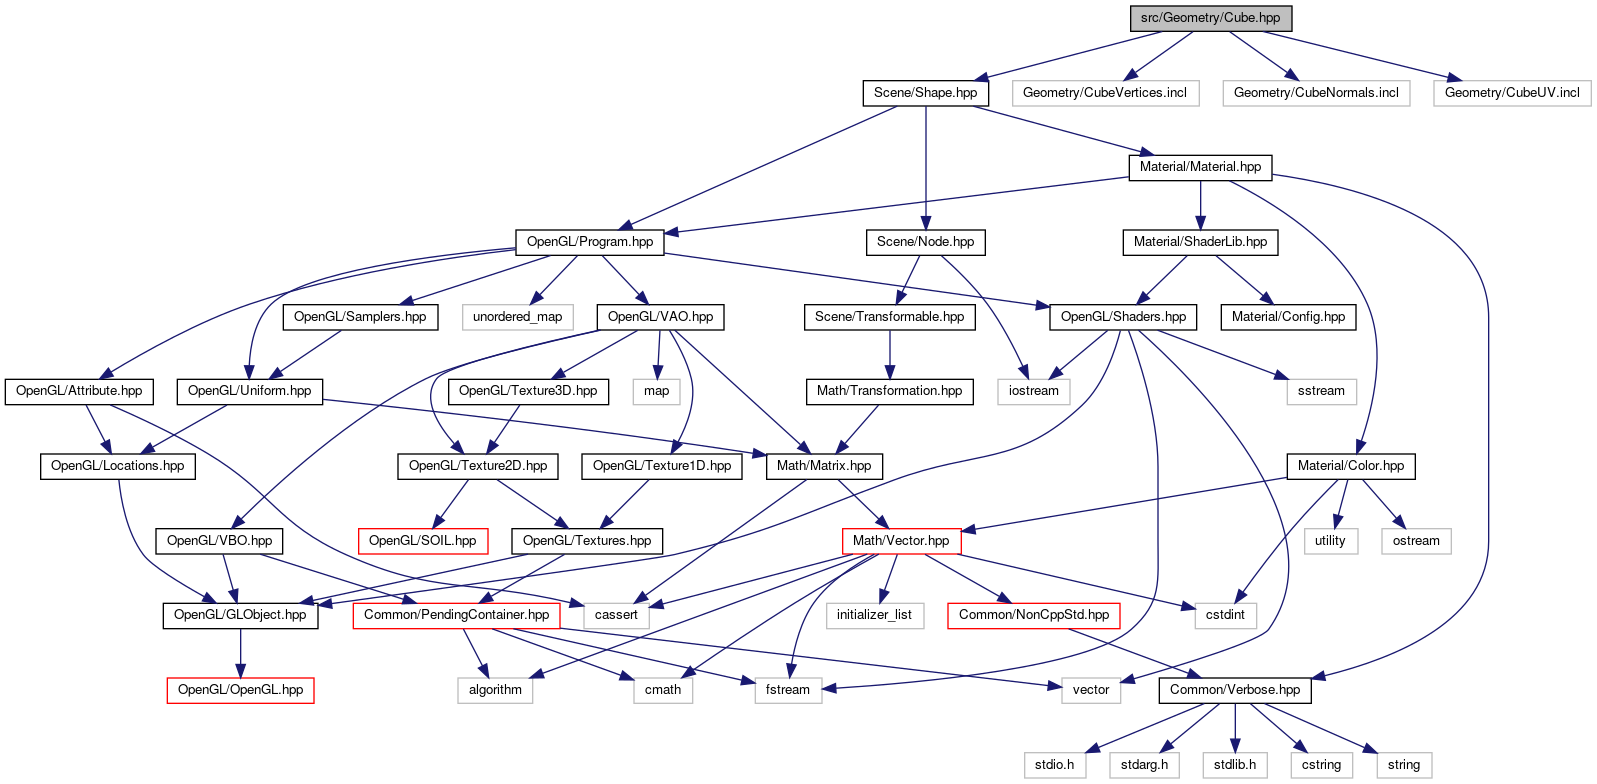 src/Geometry/Cube.hpp
Scene/Shape.hpp
Geometry/CubeVertices.incl
Geometry/CubeNormals.incl
Geometry/CubeUV.incl
Material/Material.hpp
OpenGL/Program.hpp
Scene/Node.hpp
Material/ShaderLib.hpp
OpenGL/Samplers.hpp
unordered_map
OpenGL/VAO.hpp
Scene/Transformable.hpp
OpenGL/Shaders.hpp
Material/Config.hpp
OpenGL/Attribute.hpp
OpenGL/Uniform.hpp
OpenGL/Texture3D.hpp
map
Math/Transformation.hpp
iostream
sstream
OpenGL/Locations.hpp
OpenGL/Texture2D.hpp
OpenGL/Texture1D.hpp
Math/Matrix.hpp
Material/Color.hpp
OpenGL/VBO.hpp
OpenGL/SOIL.hpp
OpenGL/Textures.hpp
Math/Vector.hpp
utility
ostream
OpenGL/GLObject.hpp
Common/PendingContainer.hpp
cassert
initializer_list
Common/NonCppStd.hpp
cstdint
OpenGL/OpenGL.hpp
algorithm
cmath
fstream
vector
Common/Verbose.hpp
stdio.h
stdarg.h
stdlib.h
cstring
string